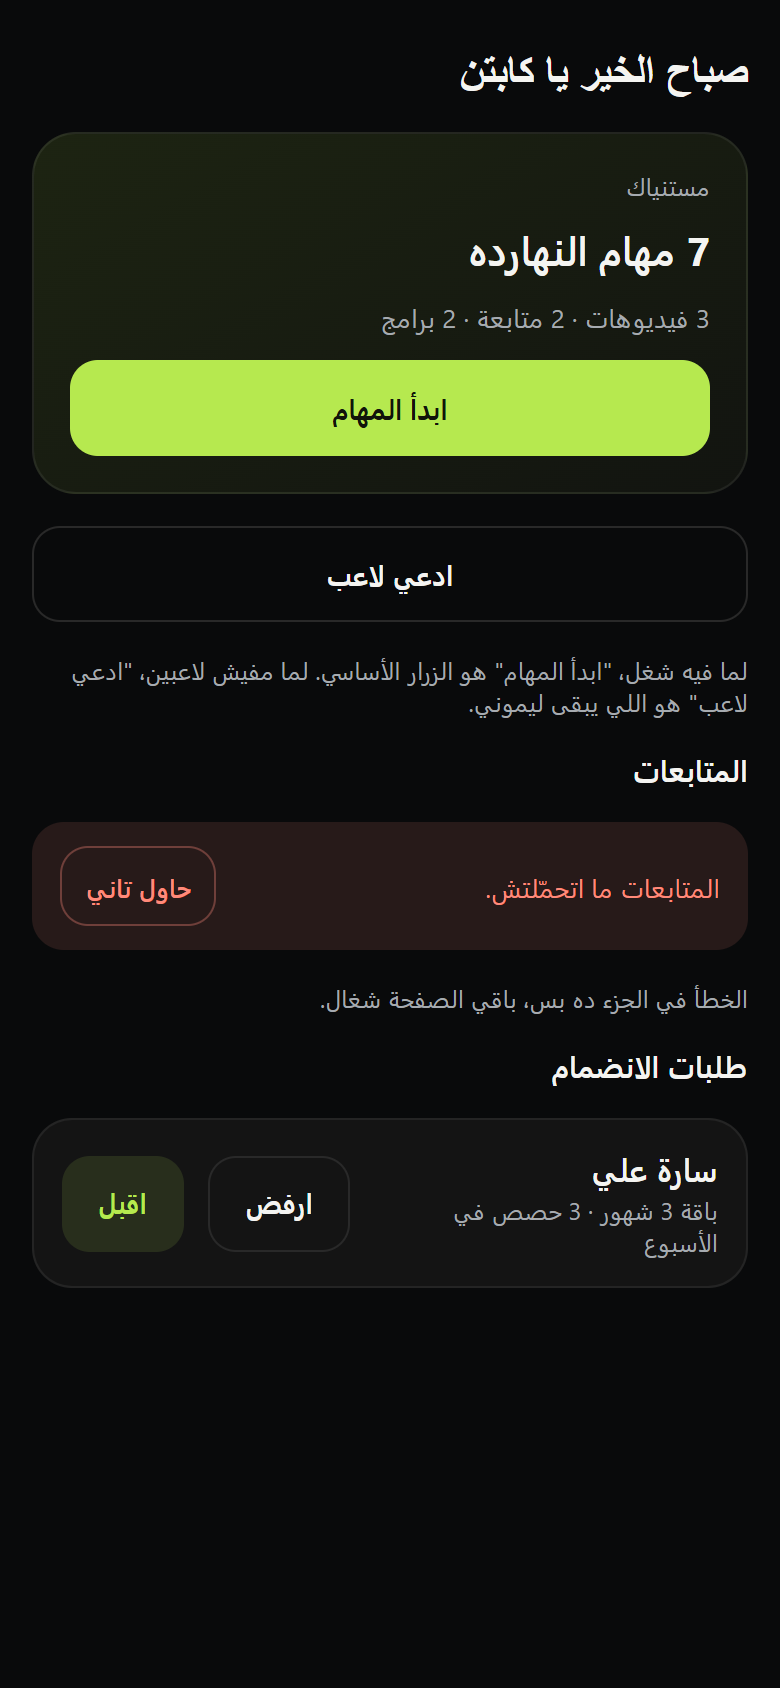 صباح الخير يا كابتن
مستنياك
7 مهام النهارده
3 فيديوهات · 2 متابعة · 2 برامج
ابدأ المهام
ادعي لاعب
لما فيه شغل، "ابدأ المهام" هو الزرار الأساسي. لما مفيش لاعبين، "ادعي
لاعب" هو اللي يبقى ليموني.
المتابعات
المتابعات ما اتحمّلتش.
حاول تاني
الخطأ في الجزء ده بس، باقي الصفحة شغال.
طلبات الانضمام
سارة علي
باقة 3 شهور · 3 حصص في
الأسبوع
ارفض
اقبل